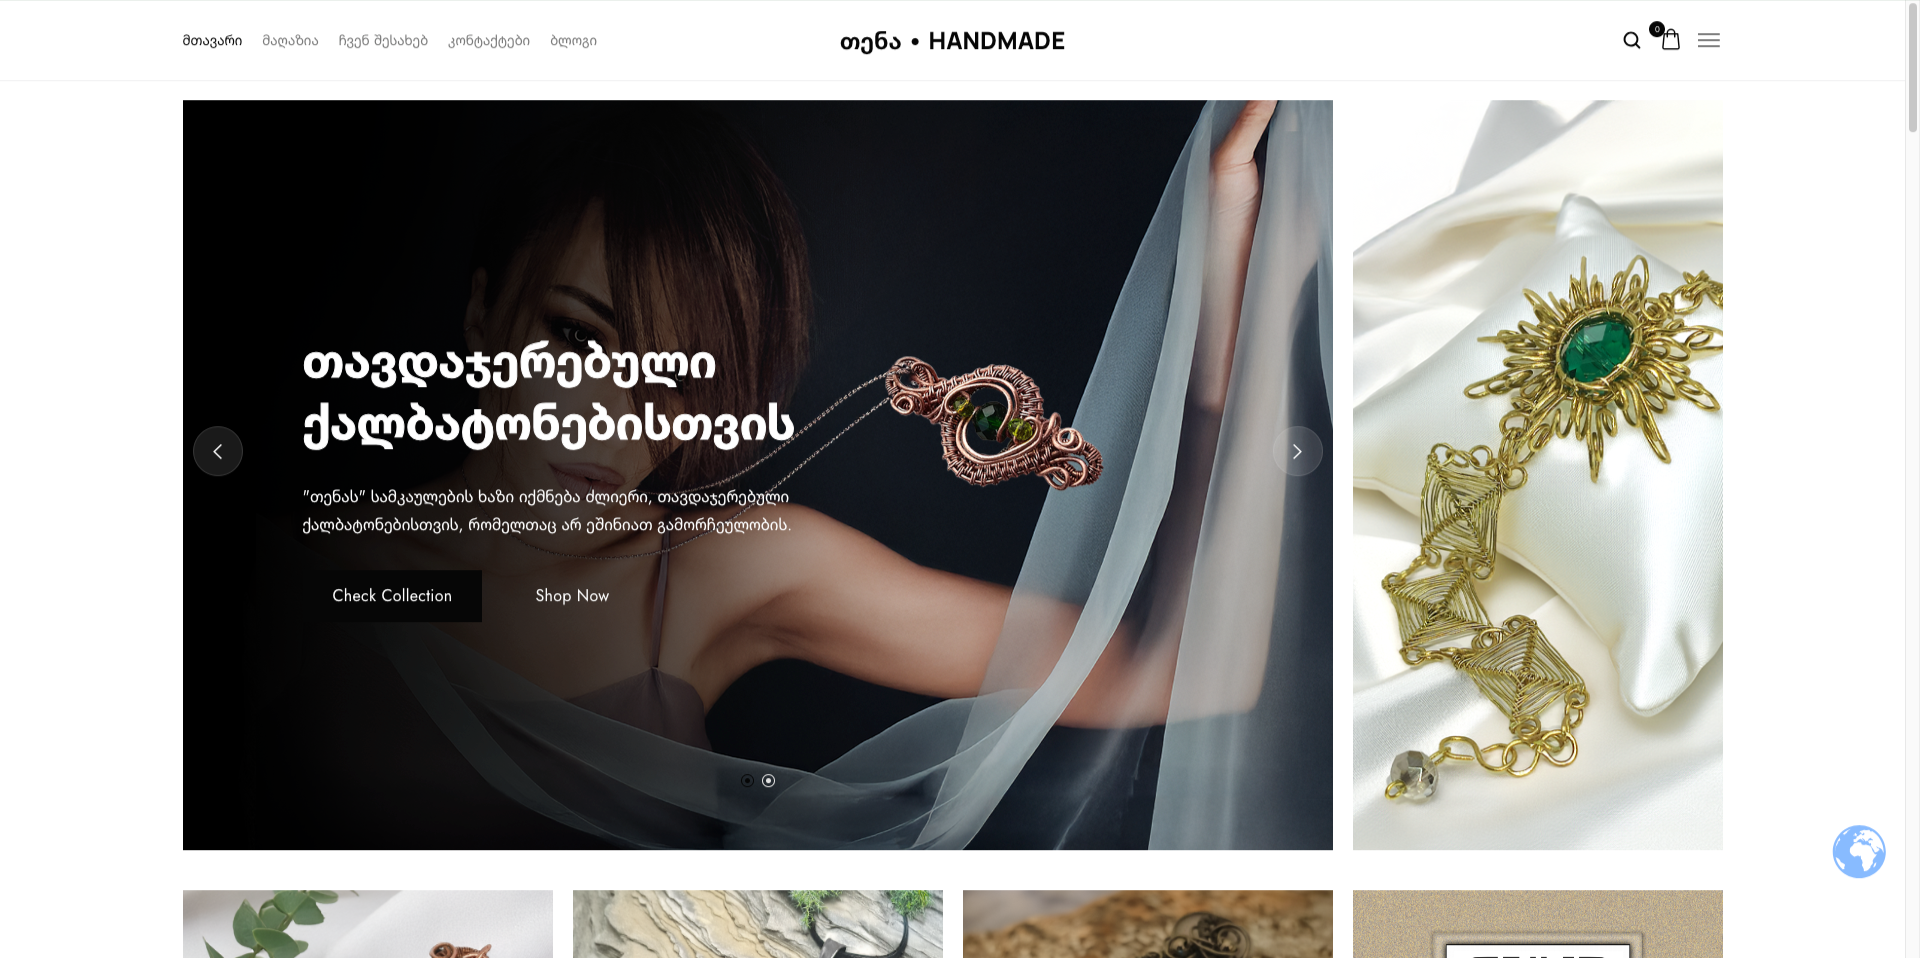 მთავარი
მაღაზია
ჩვენ შესახებ
კონტაქტები
ბლოგი
თენა • HANDMADE
0
თავდაჯერებული
ქალბატონებისთვის
"თენას" სამკაულების ხაზი იქმნება ძლიერი, თავდაჯერებული
ქალბატონებისთვის, რომელთაც არ ეშინიათ გამორჩეულობის.
Check Collection
Shop Now